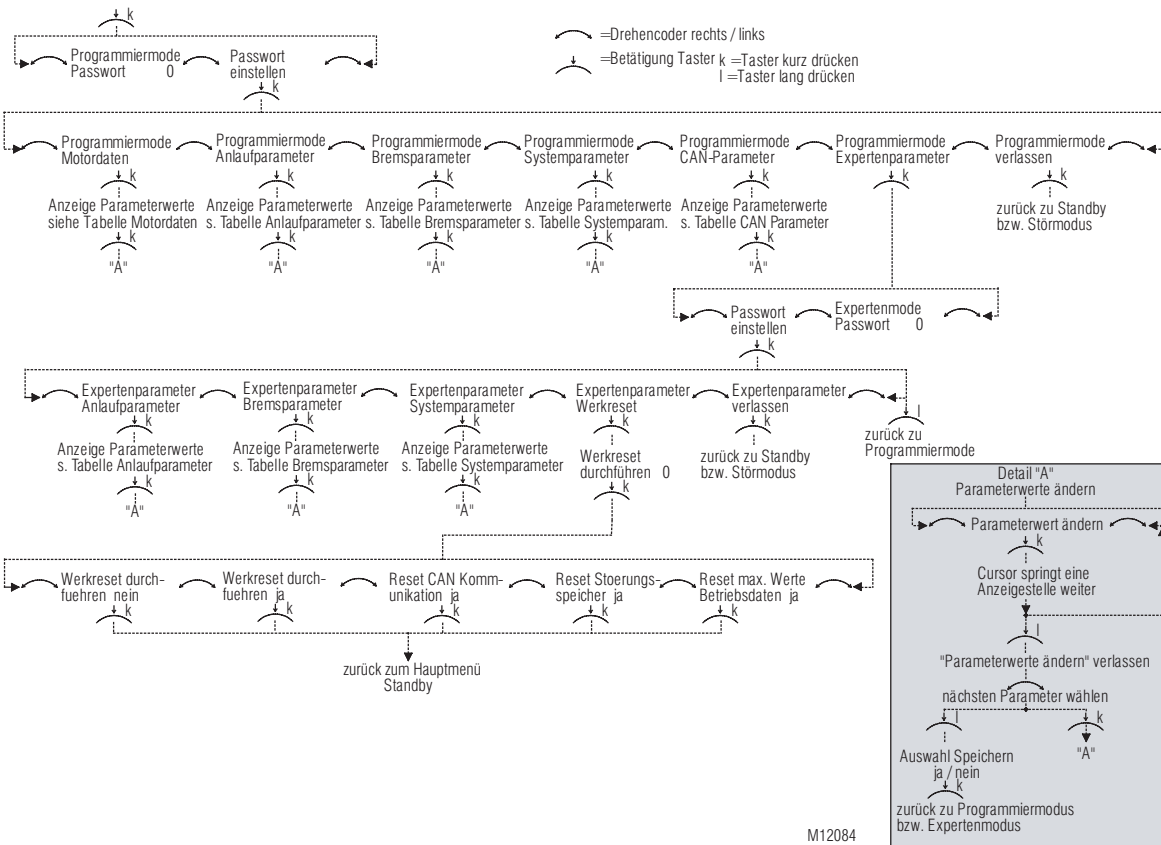 k
=Drehencoder rechts / links
=Betätigung Taster k =Taster kurz drücken
l =Taster lang drücken
Programmiermode
Passwort 0
Passwort
einstellen
k
Programmiermode
Motordaten
k
Anzeige Parameterwerte
siehe Tabelle Motordaten
k
"A"
Programmiermode
Anlaufparameter
k
Anzeige Parameterwerte
s. Tabelle Anlaufparameter
k
"A"
Programmiermode
Bremsparameter
k
Anzeige Parameterwerte
s. Tabelle Bremsparameter
k
"A"
Programmiermode
Systemparameter
k
Anzeige Parameterwerte
s. Tabelle Systemparam.
k
"A"
Programmiermode
CAN-Parameter
k
Anzeige Parameterwerte
s. Tabelle CAN Parameter
k
"A"
Programmiermode
Expertenparameter
k
Programmiermode
verlassen
k
zurück zu Standby
bzw. Störmodus
Passwort
einstellen
k
Expertenmode
Passwort 0
Expertenparameter
Anlaufparameter
k
Anzeige Parameterwerte
s. Tabelle Anlaufparameter
k
"A"
Expertenparameter
Bremsparameter
k
Anzeige Parameterwerte
s. Tabelle Bremsparameter
k
"A"
Expertenparameter
Systemparameter
k
Anzeige Parameterwerte
s. Tabelle Systemparameter
k
"A"
Expertenparameter
Werkreset
k
Werkreset
durchführen 0
k
Expertenparameter
verlassen
k
zurück zu Standby
bzw. Störmodus
l
zurück zu
Programmiermode
Werkreset durch-
fuehren nein
k
Werkreset durch-
fuehren ja
k
Reset CAN Komm-
unikation ja
k
Reset Stoerungs-
speicher ja
k
Reset max. Werte
Betriebsdaten ja
k
zurück zum Hauptmenü
Standby
Detail "A"
Parameterwerte ändern
Parameterwert ändern
k
Cursor springt eine
Anzeigestelle weiter
l
"Parameterwerte ändern" verlassen
nächsten Parameter wählen
l
k
"A"
Auswahl Speichern
ja / nein
k
zurück zu Programmiermodus
bzw. Expertenmodus
M12084